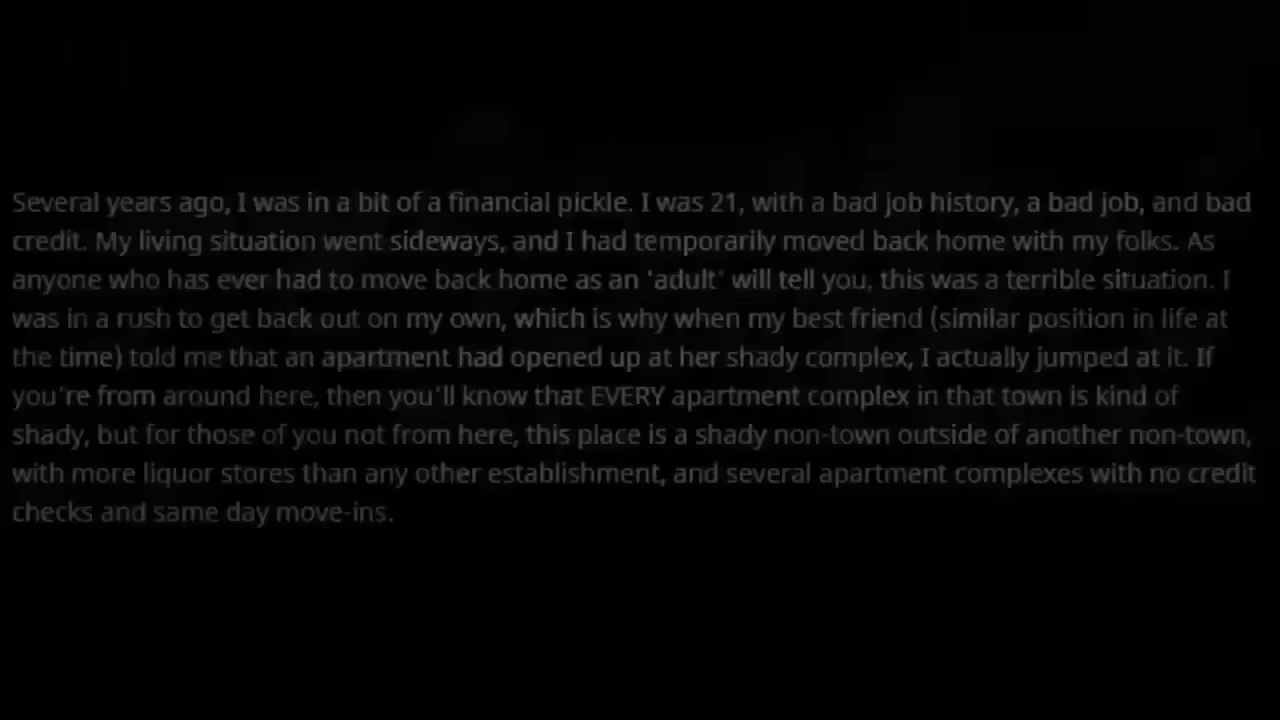 Several years ago, I was in a bit of a financial pickle. I was 21, with a bad job history, a bad job, and bad
credit. My living situation went sideways, and I had temporarily moved back home with my folks. As
anyone who has ever had to move back home as an 'adult' will tell you, this was a terrible situation. I
was in a rush to get back out on my own, which is why when my best friend (similar position in life at
the time) told me that an apartment had opened up at her shady complex, I actually jumped at it. If
you're from around here, then you'll know that EVERY apartment complex in that town is kind of
shady, but for those of you not from here, this place is a shady non-town outside of another non-town,
with more liquor stores than any other establishment, and several apartment complexes with no credit
checks and same day move-ins.